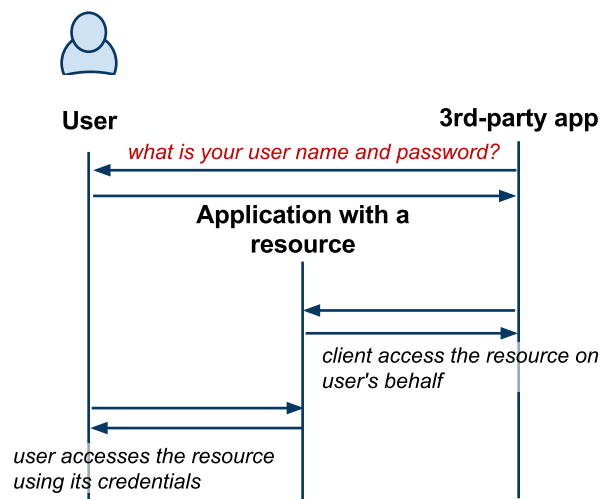 User
3rd-party app
what is your user name and password?
Application with a
resource
client access the resource on
user's behalf
user accesses the resource
using its credentials